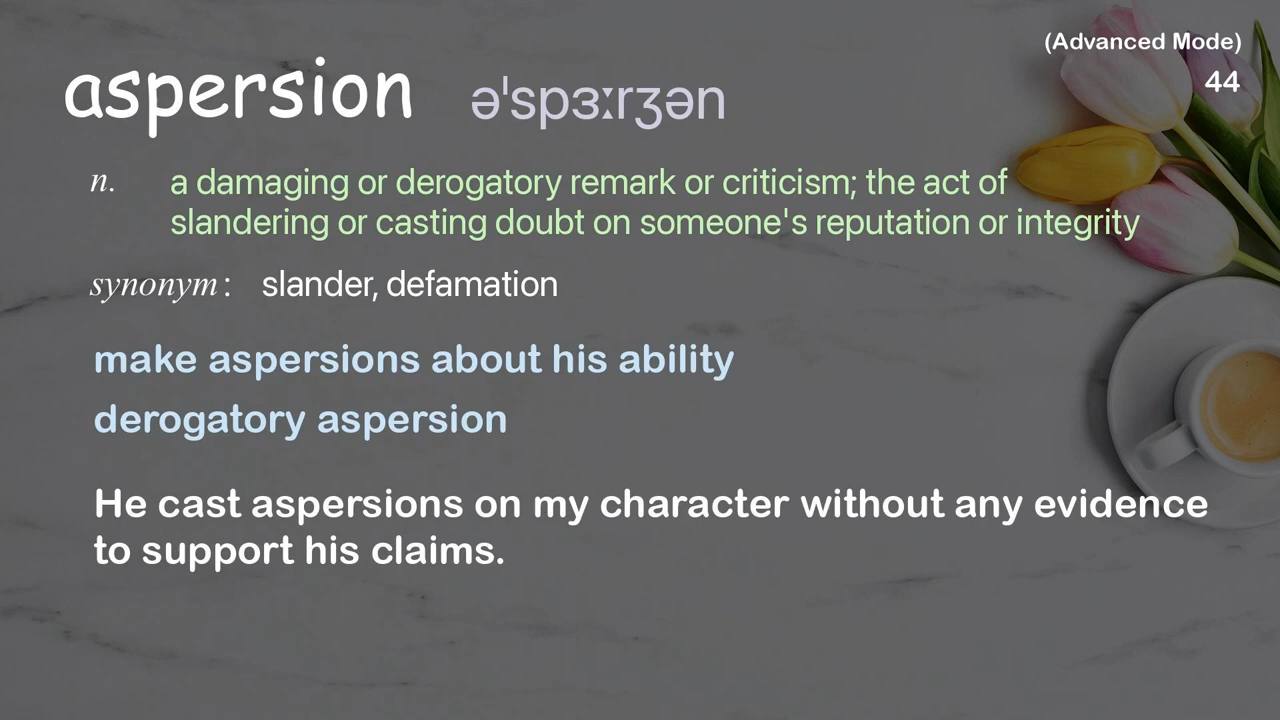 (Advanced Mode)
aspersion əˈspɜːrʒən
44
n. a damaging or derogatory remark or criticism; the act of
slandering or casting doubt on someone's reputation or integrity
synonym: slander, defamation
make aspersions about his ability
derogatory aspersion
He cast aspersions on my character without any evidence
to support his claims.